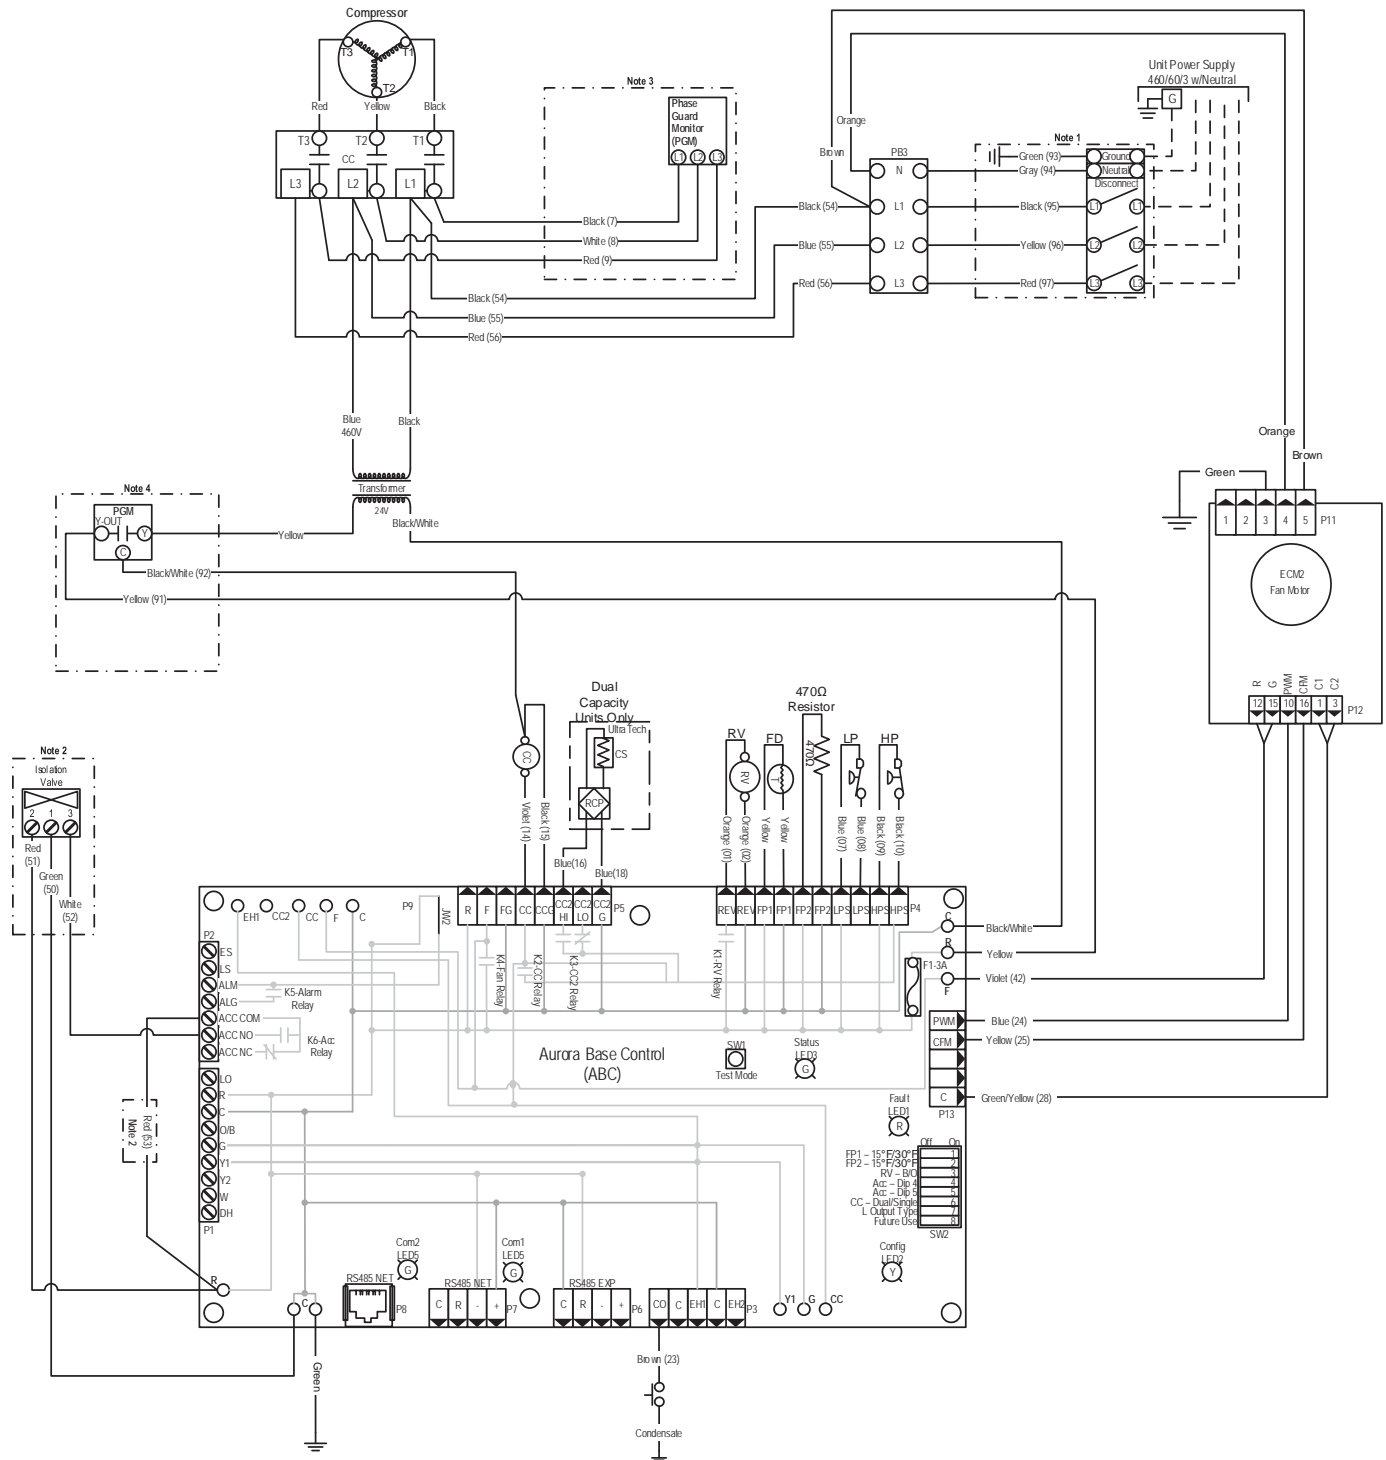 Compressor
T3
T1
T2
Red
Yellow
Black
T3
T2
T1
CC
L3
L2
L1
Note 3
Phase
Guard
Monitor
(PGM)
L1
L2
L3
Black (7)
White (8)
Red (9)
Black (54)
Blue (55)
Red (56)
Black (54)
Blue (55)
Red (56)
Orange
Brown
PB3
N
L1
L2
L3
Unit Power Supply
460/60/3 w/Neutral
G
Note 1
Green (93)
Gray (94)
Black (95)
Yellow (96)
Red (97)
Ground
Neutral
Disconnect
L1
L1
L2
L2
L3
L3
Blue
460V
Black
Transformer
24V
Yellow
Black/White
Orange
Brown
Green
1
2
3
4
5
P11
ECM2
Fan Motor
R
G
PWM
CFM
C1
C2
12
15
10
16
1
3
P12
Note 4
PGM
Y-OUT
Y
C
Black/White (92)
Yellow (91)
Note 2
Isolation
Valve
2
1
3
Red
(51)
Green
(50)
White
(52)
CC
Violet (14)
Black (15)
Dual
Capacity
Units Only
Ultra Tech
CS
RCP
Blue(16)
Blue(18)
RV
RV
Orange (01)
Orange (02)
FD
T
Yellow
Yellow
470Ω
Resistor
470Ω
LP
Blue (07)
Blue (08)
HP
Black (09)
Black (10)
EH1
CC2
CC
F
C
P9
JW2
R
F
FG
CC
CCG
CC2
HI
CC2
LO
CC2
G
P5
REV
REV
FP1
FP1
FP2
FP2
LPS
LPS
HPS
HPS
P4
C
R
F
Black/White
Yellow
Violet (42)
F1-3A
P2
ES
LS
ALM
ALG
ACC COM
ACC NO
ACC NC
K5-Alarm
Relay
K6-Acc
Relay
K4-Fan Relay
K2-CC Relay
K3-CC2 Relay
K1-RV Relay
Aurora Base Control
(ABC)
SW1
Test Mode
Status
LED3
G
PWM
CFM
C
P13
Blue (24)
Yellow (25)
Green/Yellow (28)
LO
R
C
O/B
G
Y1
Y2
W
DH
P1
Red (53)
Note 2
Fault
LED1
R
Off
On
FP1 – 15°F/30°F
FP2 – 15°F/30°F
RV – B/O
Acc – Dip 4
Acc – Dip 5
CC – Dual/Single
L Output Type
Future Use
1
2
3
4
5
6
7
8
SW2
Config
LED2
Y
R
C
Com2
LED5
G
RS485 NET
P8
RS485 NET
C
R
-
+
P7
Com1
LED5
G
RS485 EXP
C
R
-
+
P6
CO
C
EH1
C
EH2
P3
Y1
G
CC
Green
Brown (23)
Condensate